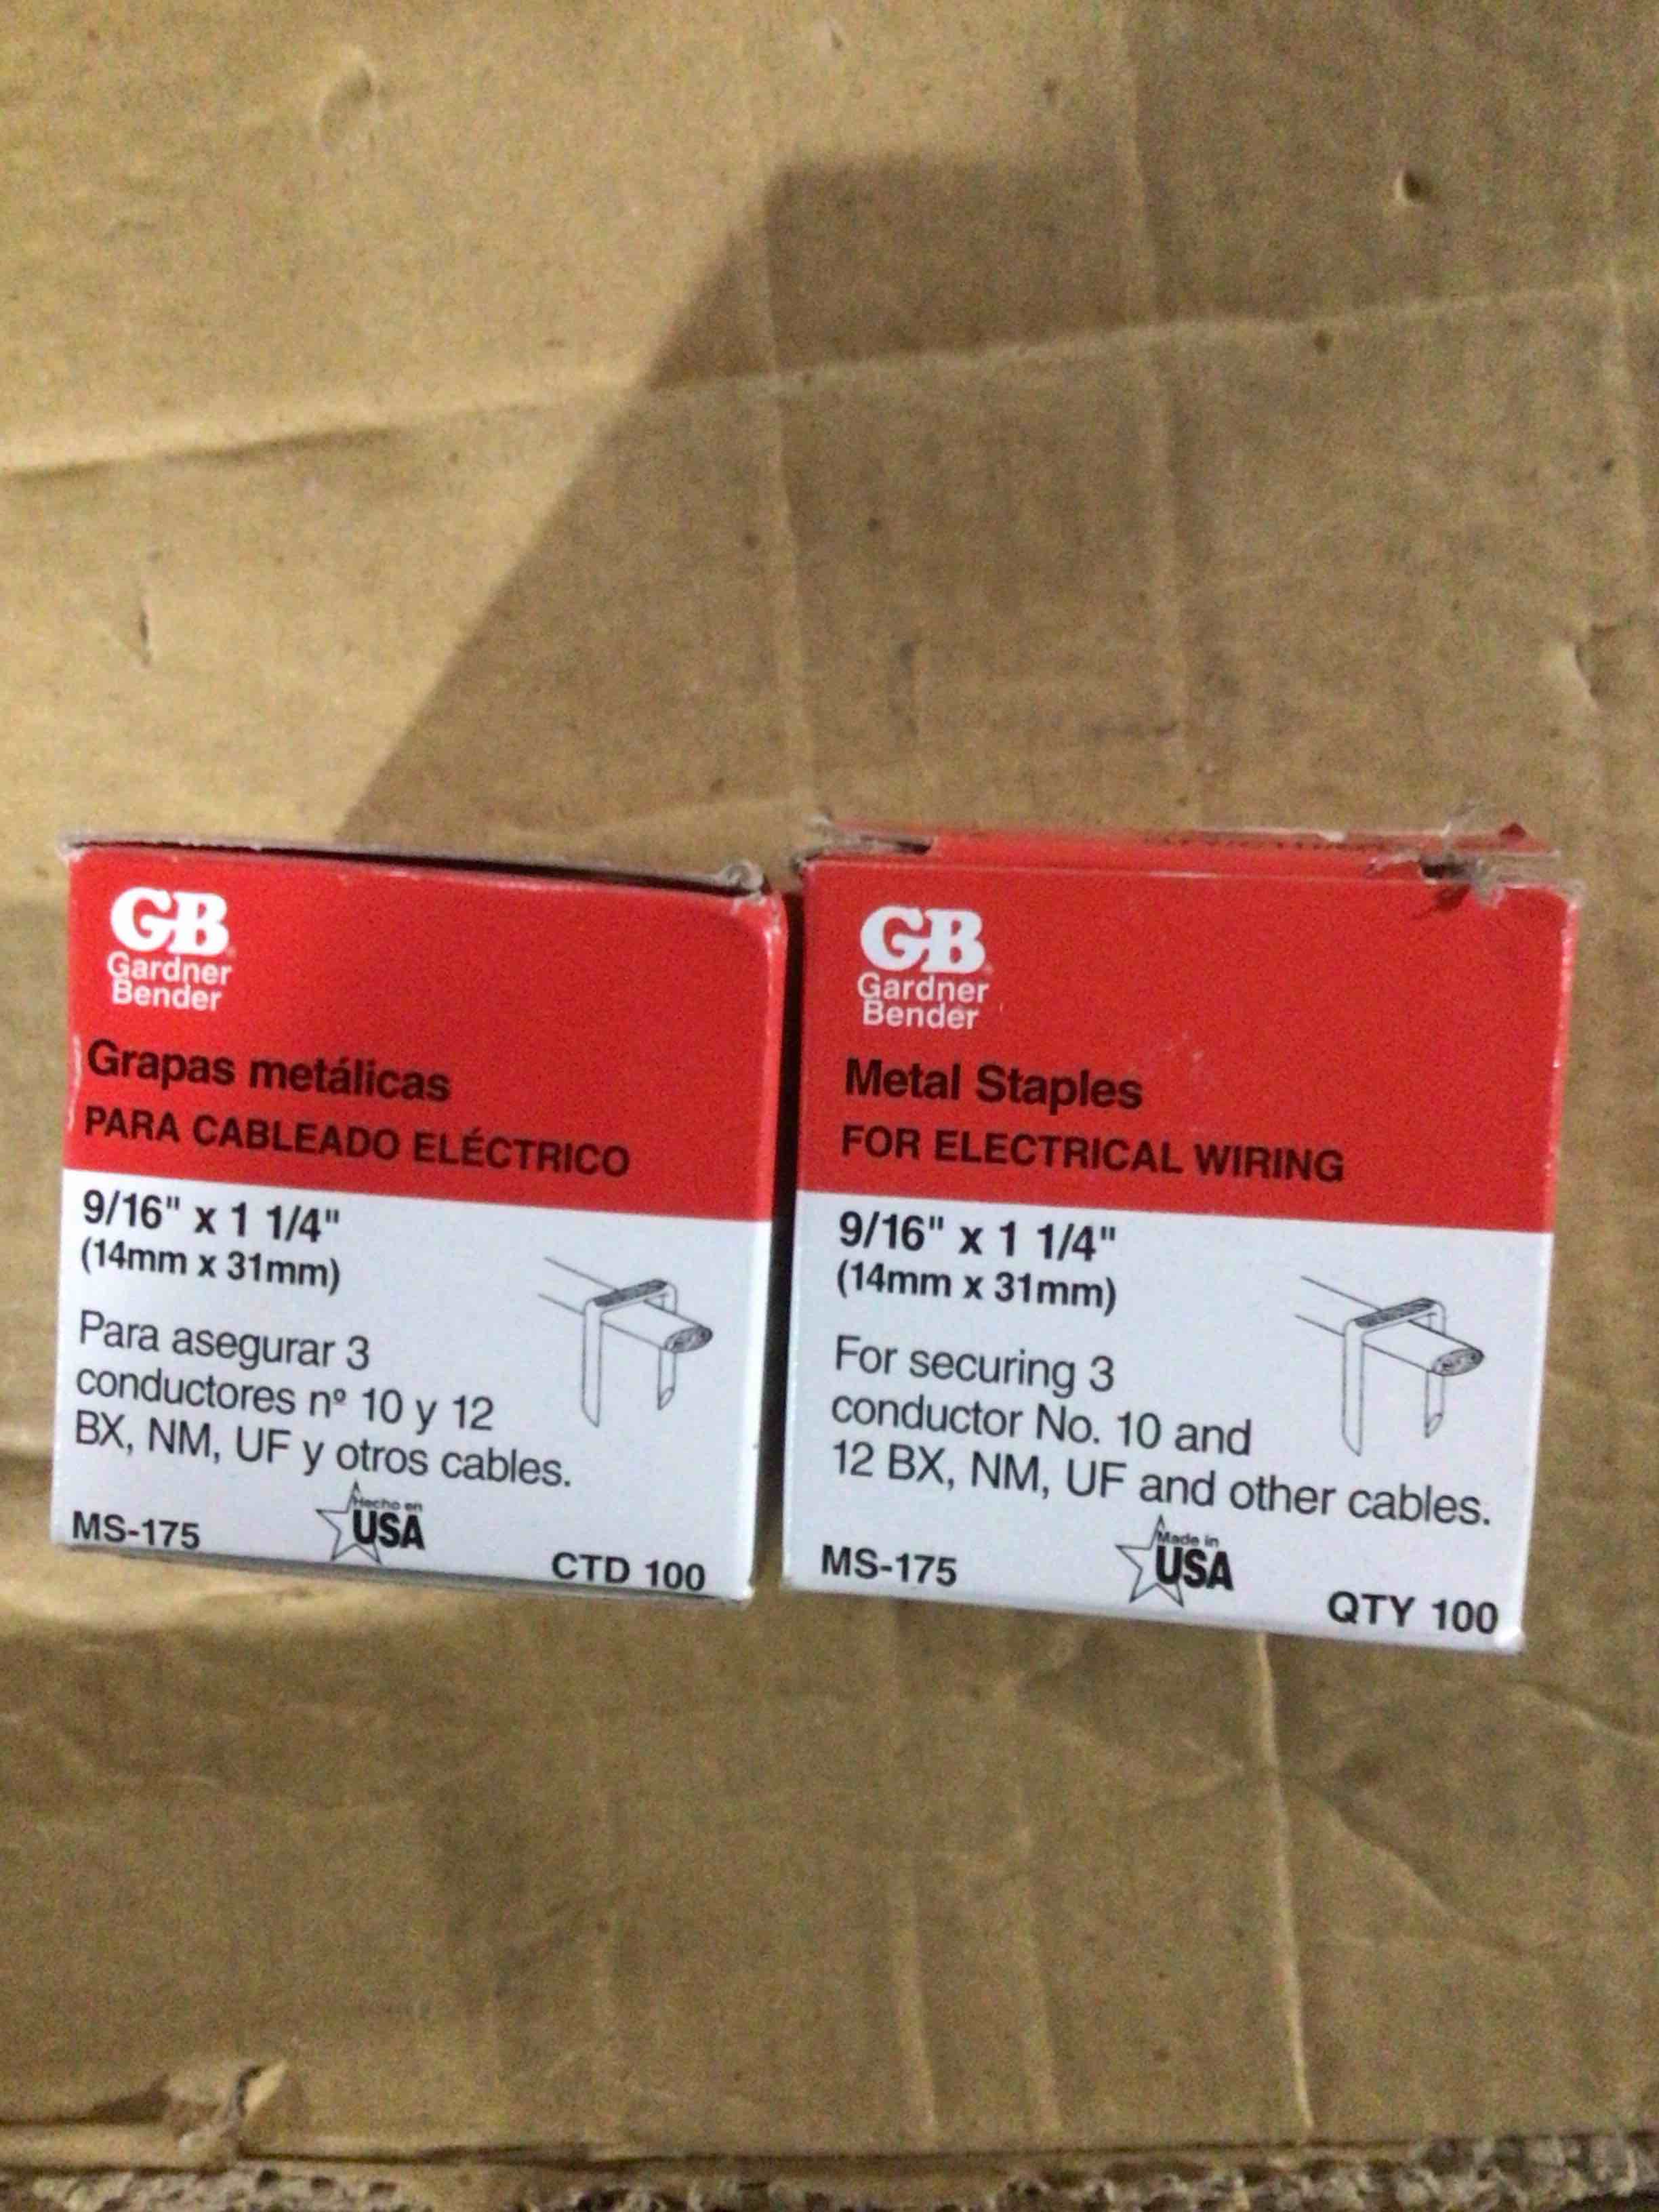 GB
Gardner
Bender
Grapas metálicas
PARA CABLEADO ELÉCTRICO
9/16" x 1 1/4"
(14mm x 31mm)
Para asegurar 3
conductores nº 10 y 12
BX, NM, UF y otros cables.
Hecho en
USA
MS-175
CTD 100
GB
Gardner
Bender
Metal Staples
FOR ELECTRICAL WIRING
9/16" x 1 1/4"
(14mm x 31mm)
For securing 3
conductor No. 10 and
12 BX, NM, UF and other cables.
Made in
USA
MS-175
QTY 100